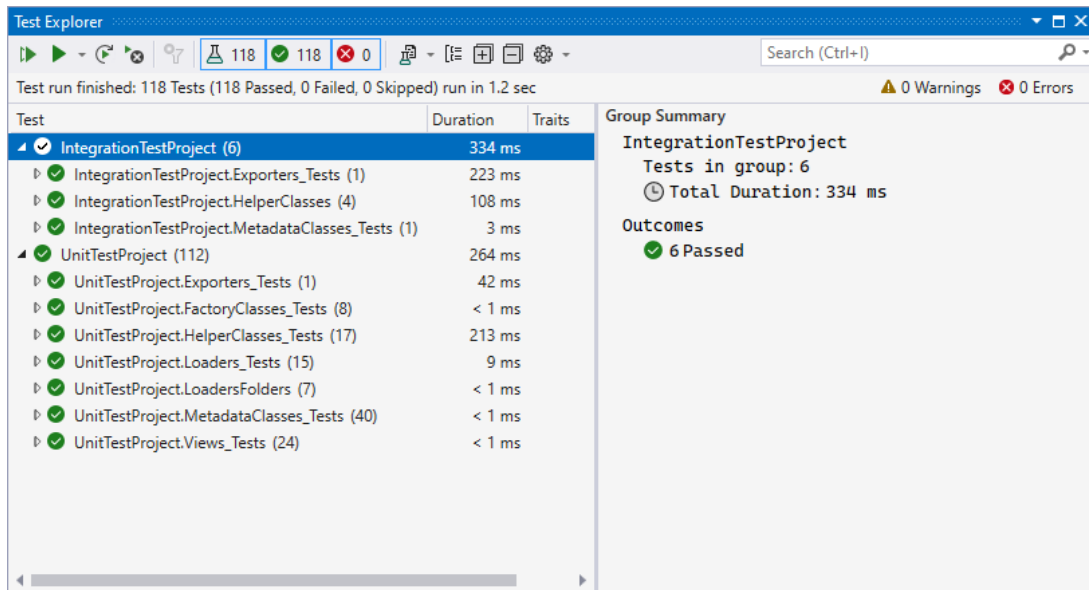 Test Explorer
118 118 0 Search (Ctrl+I)
Test run finished: 118 Tests (118 Passed, 0 Failed, 0 Skipped) run in 1.2 sec 0 Warnings 0 Errors
Test Duration Traits
IntegrationTestProject (6) 334 ms
IntegrationTestProject.Exporters_Tests (1) 223 ms
IntegrationTestProject.HelperClasses (4) 108 ms
IntegrationTestProject.MetadataClasses_Tests (1) 3 ms
UnitTestProject (112) 264 ms
UnitTestProject.Exporters_Tests (1) 42 ms
UnitTestProject.FactoryClasses_Tests (8) < 1 ms
UnitTestProject.HelperClasses_Tests (17) 213 ms
UnitTestProject.Loaders_Tests (15) 9 ms
UnitTestProject.LoadersFolders (7) < 1 ms
UnitTestProject.MetadataClasses_Tests (40) < 1 ms
UnitTestProject.Views_Tests (24) < 1 ms
Group Summary
IntegrationTestProject
Tests in group: 6
Total Duration: 334 ms
Outcomes
6 Passed